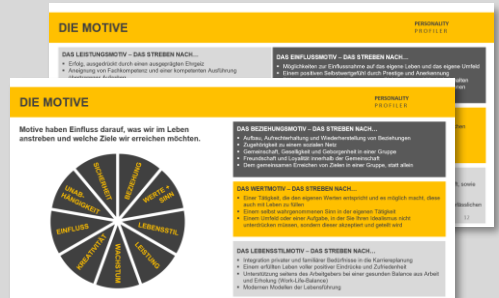 DIE MOTIVE
PERSONALITY
PROFILER
DAS LEISTUNGSMOTIV – DAS STREBEN NACH…
• Erfolg, ausgedrückt durch einen ausgeprägten Ehrgeiz
• Aneignung von Fachkompetenz und einer kompetenten Ausführung
DAS EINFLUSSMOTIV – DAS STREBEN NACH…
• Möglichkeiten zur Einflussnahme auf das eigene Leben und das eigene Umfeld
• Einem positiven Selbstwertgefühl durch Prestige und Anerkennung
sowie
12
DIE MOTIVE
PERSONALITY
PROFILER
Motive haben Einfluss darauf, was wir im Leben
anstreben und welche Ziele wir erreichen möchten.
SICHERHEIT
BEZIEHUNG
WERTE +
SINN
LEBENSSTIL
LEISTUNG
WACHSTUM
KREATIVITÄT
EINFLUSS
UNAB-
HÄNGIGKEIT
DAS BEZIEHUNGSMOTIV – DAS STREBEN NACH…
• Aufbau, Aufrechterhaltung und Wiederherstellung von Beziehungen
• Zugehörigkeit zu einem sozialen Netz
• Gemeinschaft, Geselligkeit und Geborgenheit in einer Gruppe
• Freundschaft und Loyalität innerhalb der Gemeinschaft
• Dem gemeinsamen Erreichen von Zielen in einer Gruppe, statt allein
DAS WERTMOTIV – DAS STREBEN NACH…
• Einer Tätigkeit, die den eigenen Werten entspricht und es möglich macht, diese
auch mit Leben zu füllen
• Einem selbst wahrgenommenen Sinn in der eigenen Tätigkeit
• Einem Umfeld oder einer Aufgabe, in der Sie Ihren Idealismus nicht
unterdrücken müssen, sondern dieser akzeptiert und geteilt wird
DAS LEBENSSTILMOTIV – DAS STREBEN NACH…
• Integration privater und familiärer Bedürfnisse in die Karriereplanung
• Einem erfüllten Leben voller positiver Eindrücke und Zufriedenheit
• Unterstützung seitens des Arbeitgebers bei einer gesunden Balance aus Arbeit
und Erholung (Work-Life-Balance)
• Modernen Modellen der Lebensführung